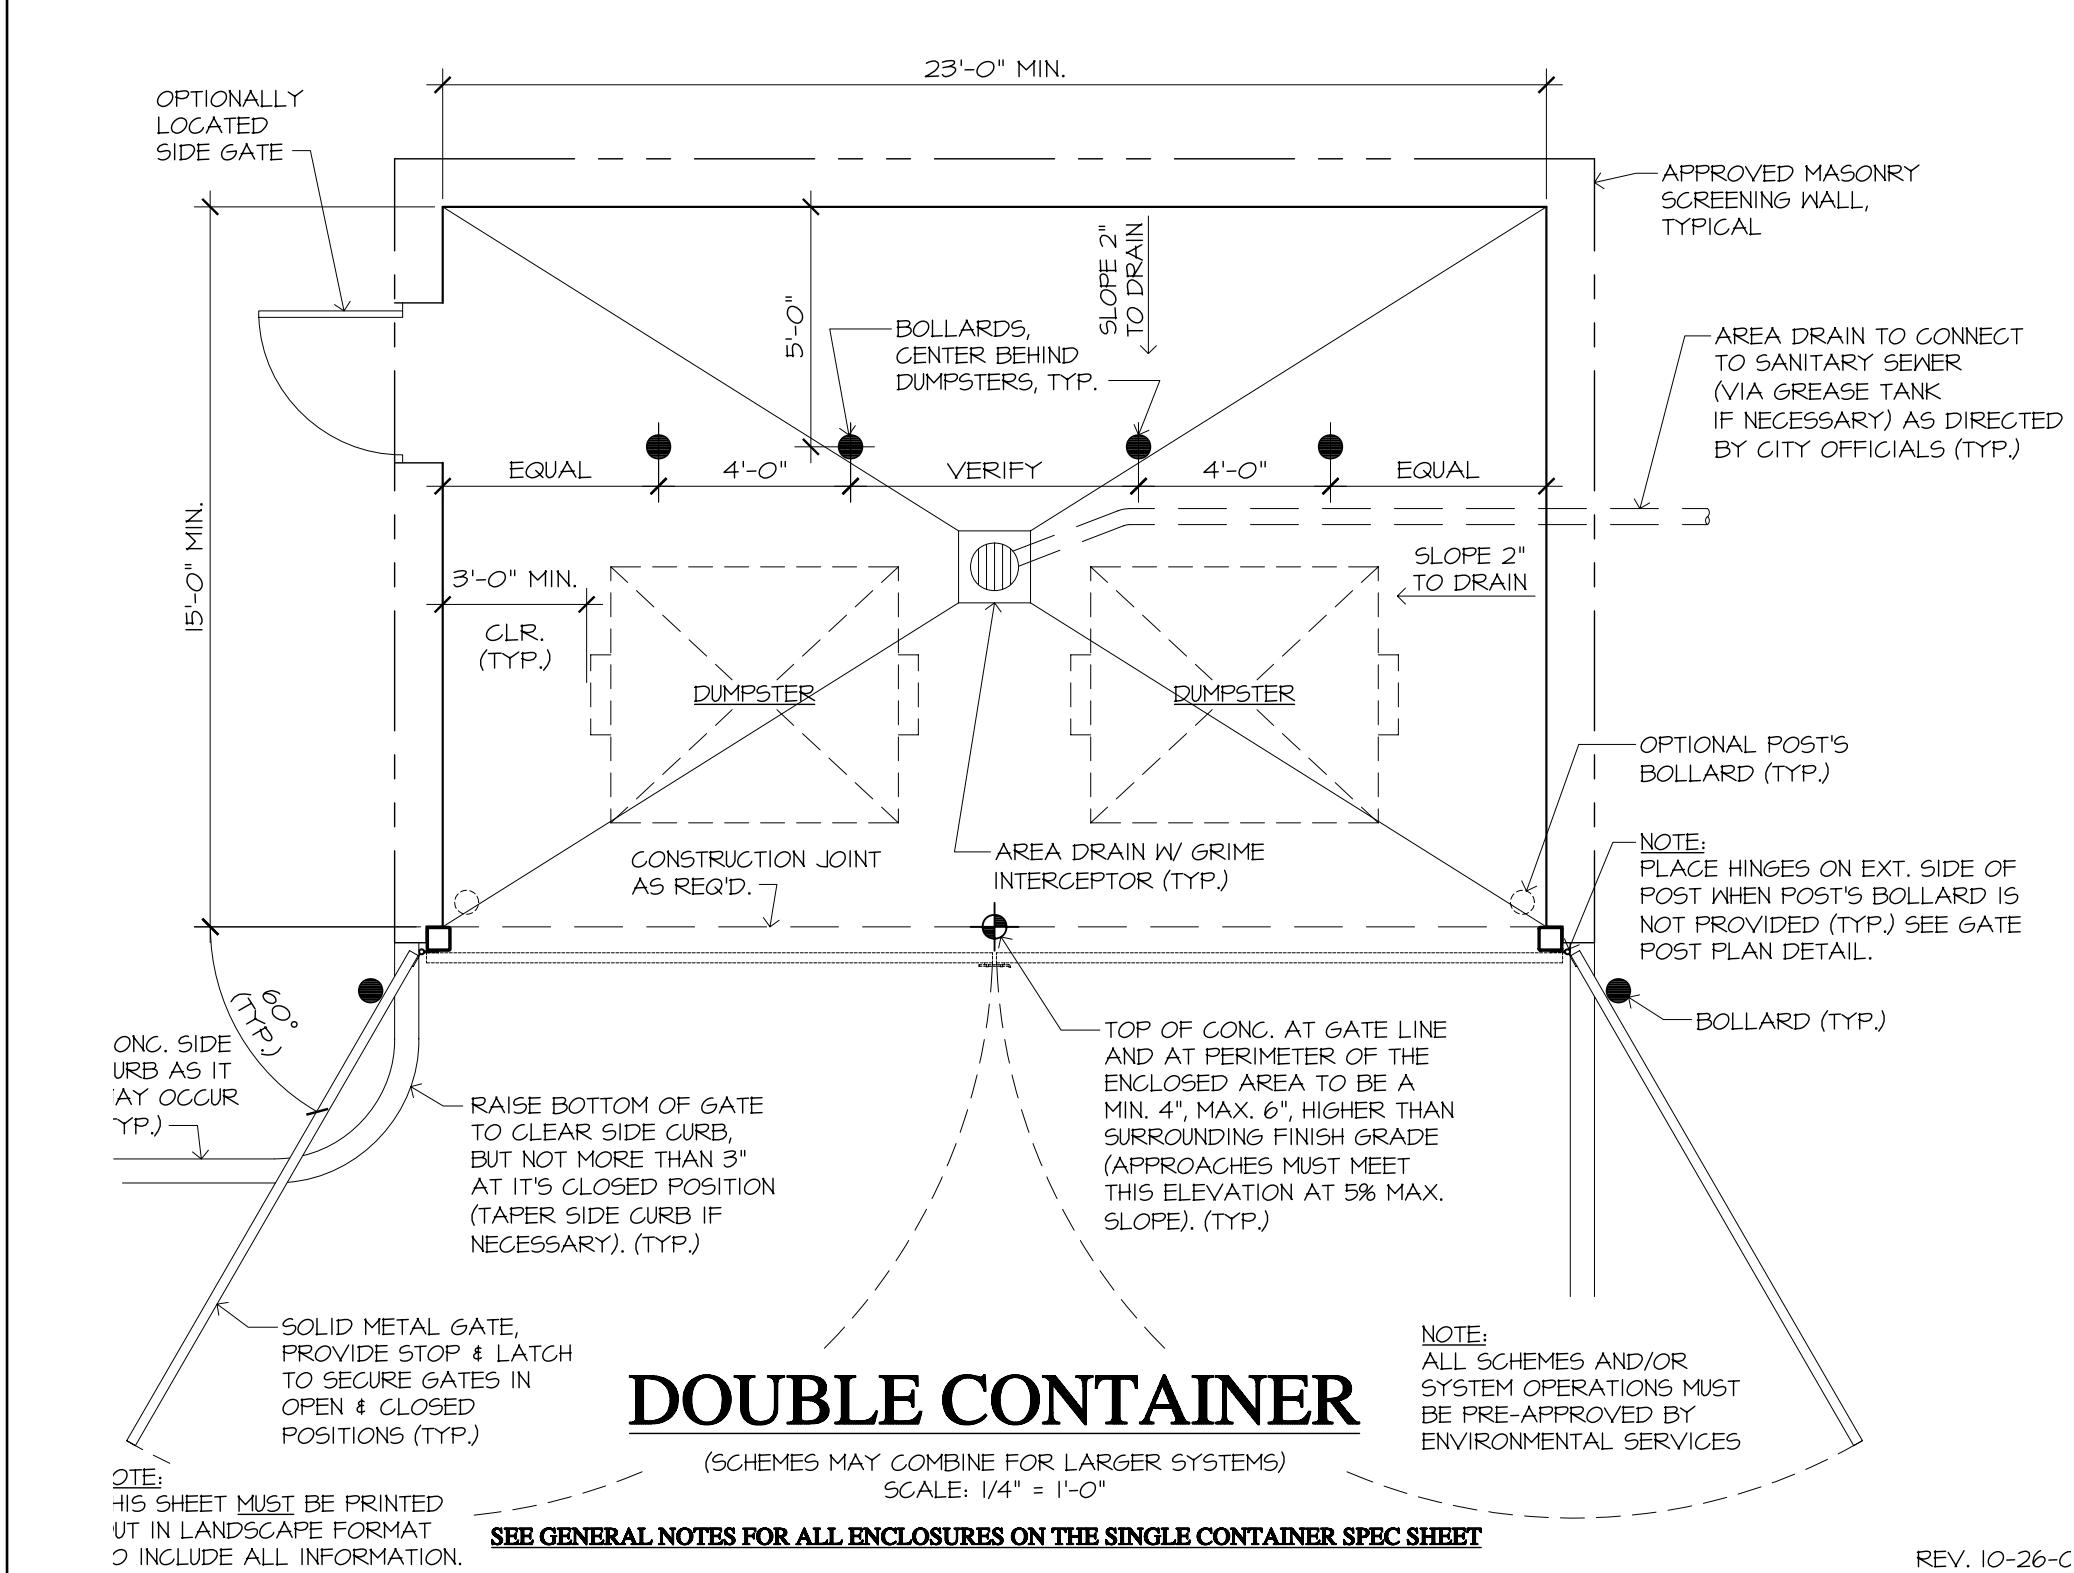 23'-0" MIN.
OPTIONALLY
LOCATED
SIDE GATE
APPROVED MASONRY
SCREENING WALL,
TYPICAL
SLOPE 2"
TO DRAIN
5'-0"
BOLLARDS,
CENTER BEHIND
DUMPSTERS, TYP.
AREA DRAIN TO CONNECT
TO SANITARY SEWER
(VIA GREASE TANK
IF NECESSARY) AS DIRECTED
BY CITY OFFICIALS (TYP.)
EQUAL
4'-0"
VERIFY
4'-0"
EQUAL
15'-0" MIN.
3'-0" MIN.
CLR.
(TYP.)
SLOPE 2"
TO DRAIN
DUMPSTER
DUMPSTER
OPTIONAL POST'S
BOLLARD (TYP.)
CONSTRUCTION JOINT
AS REQ'D.
AREA DRAIN W/ GRIME
INTERCEPTOR (TYP.)
NOTE:
PLACE HINGES ON EXT. SIDE OF
POST WHEN POST'S BOLLARD IS
NOT PROVIDED (TYP.) SEE GATE
POST PLAN DETAIL.
60°
(TYP.)
BOLLARD (TYP.)
ONC. SIDE
URB AS IT
AY OCCUR
YP.)
RAISE BOTTOM OF GATE
TO CLEAR SIDE CURB,
BUT NOT MORE THAN 3"
AT IT'S CLOSED POSITION
(TAPER SIDE CURB IF
NECESSARY). (TYP.)
TOP OF CONC. AT GATE LINE
AND AT PERIMETER OF THE
ENCLOSED AREA TO BE A
MIN. 4", MAX. 6", HIGHER THAN
SURROUNDING FINISH GRADE
(APPROACHES MUST MEET
THIS ELEVATION AT 5% MAX.
SLOPE). (TYP.)
SOLID METAL GATE,
PROVIDE STOP & LATCH
TO SECURE GATES IN
OPEN & CLOSED
POSITIONS (TYP.)
NOTE:
ALL SCHEMES AND/OR
SYSTEM OPERATIONS MUST
BE PRE-APPROVED BY
ENVIRONMENTAL SERVICES
DOUBLE CONTAINER
(SCHEMES MAY COMBINE FOR LARGER SYSTEMS)
SCALE: 1/4" = 1'-0"
OTE:
HIS SHEET MUST BE PRINTED
UT IN LANDSCAPE FORMAT
O INCLUDE ALL INFORMATION.
SEE GENERAL NOTES FOR ALL ENCLOSURES ON THE SINGLE CONTAINER SPEC SHEET
REV. 10-26-